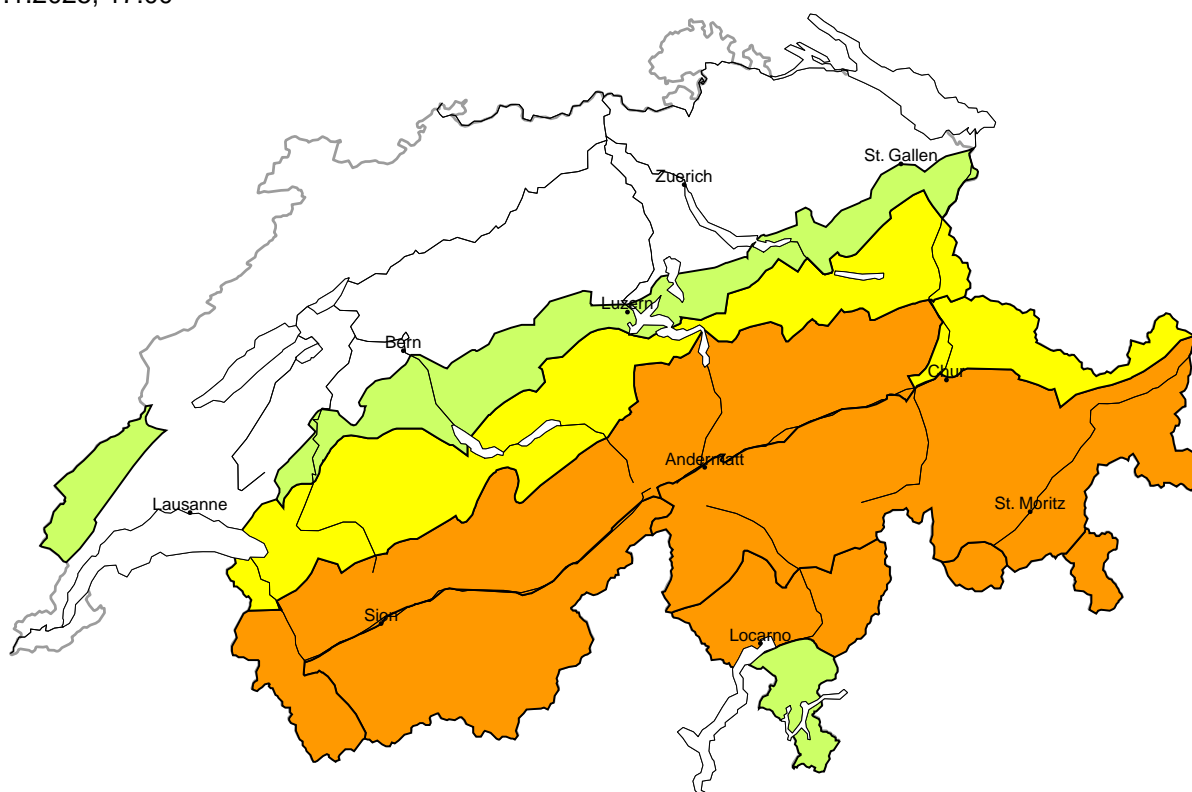 St. Gallen
Zuerich
Luzern
Bern
Chur
Andermatt
Lausanne
St. Moritz
Sion
Locarno